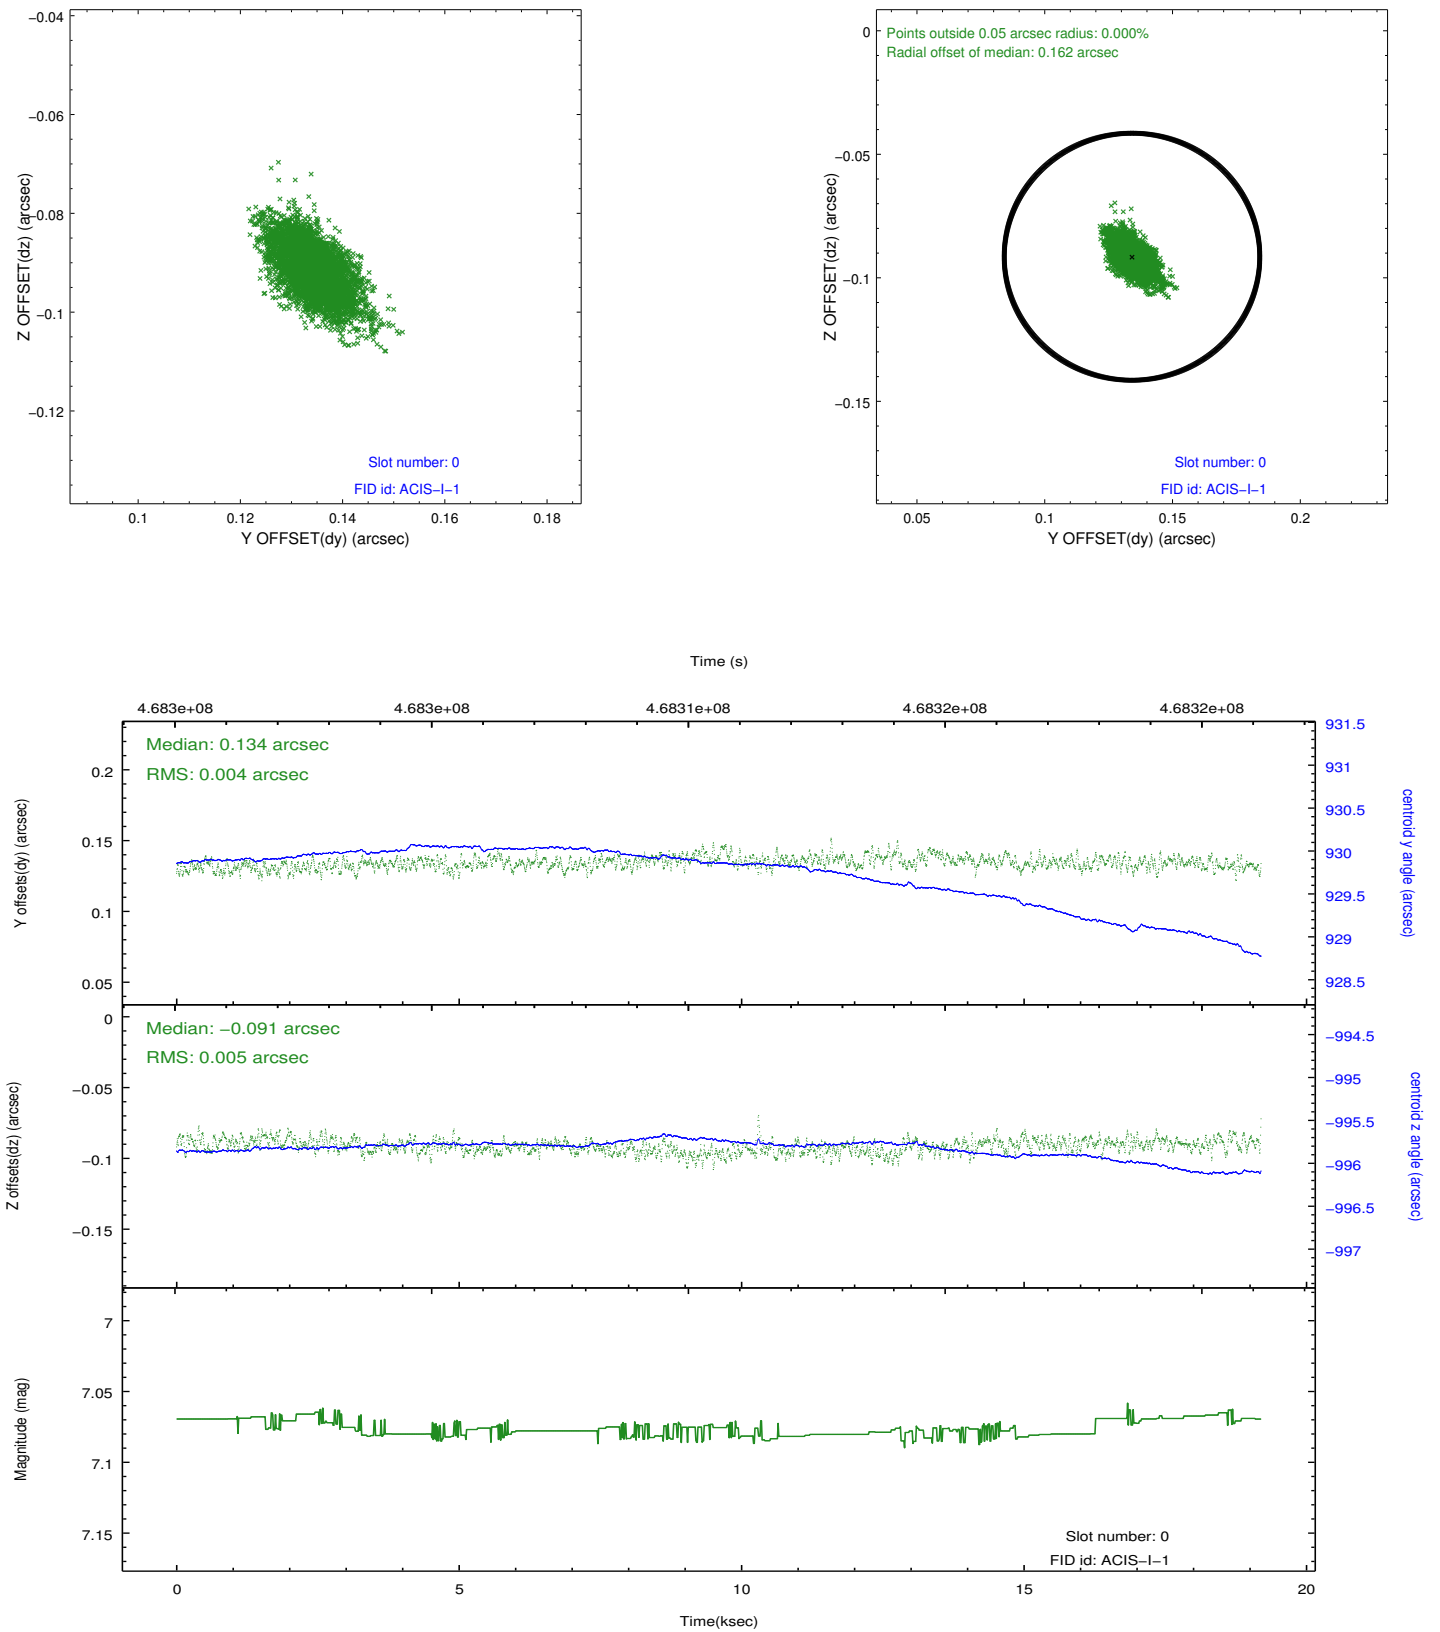 −0.04
−0.06
−0.08
−0.1
−0.12
Z OFFSET(dz) (arcsec)
Slot number: 0
FID id: ACIS−I−1
0.1 0.12 0.14 0.16 0.18
Y OFFSET(dy) (arcsec)
Points outside 0.05 arcsec radius: 0.000%
Radial offset of median: 0.162 arcsec
0
−0.05
−0.1
−0.15
Z OFFSET(dz) (arcsec)
Slot number: 0
FID id: ACIS−I−1
0.05 0.1 0.15 0.2
Y OFFSET(dy) (arcsec)
Time (s)
4.683e+08 4.683e+08 4.6831e+08 4.6832e+08 4.6832e+08
Median: 0.134 arcsec
RMS: 0.004 arcsec
0.2
0.15
0.1
0.05
Y offsets(dy) (arcsec)
931.5
931
930.5
930
929.5
929
928.5
centroid y angle (arcsec)
Median: −0.091 arcsec
RMS: 0.005 arcsec
0
−0.05
−0.1
−0.15
Z offsets(dz) (arcsec)
−994.5
−995
−995.5
−996
−996.5
−997
centroid z angle (arcsec)
7
7.05
7.1
7.15
Magnitude (mag)
Slot number: 0
FID id: ACIS−I−1
0 5 10 15 20
Time(ksec)